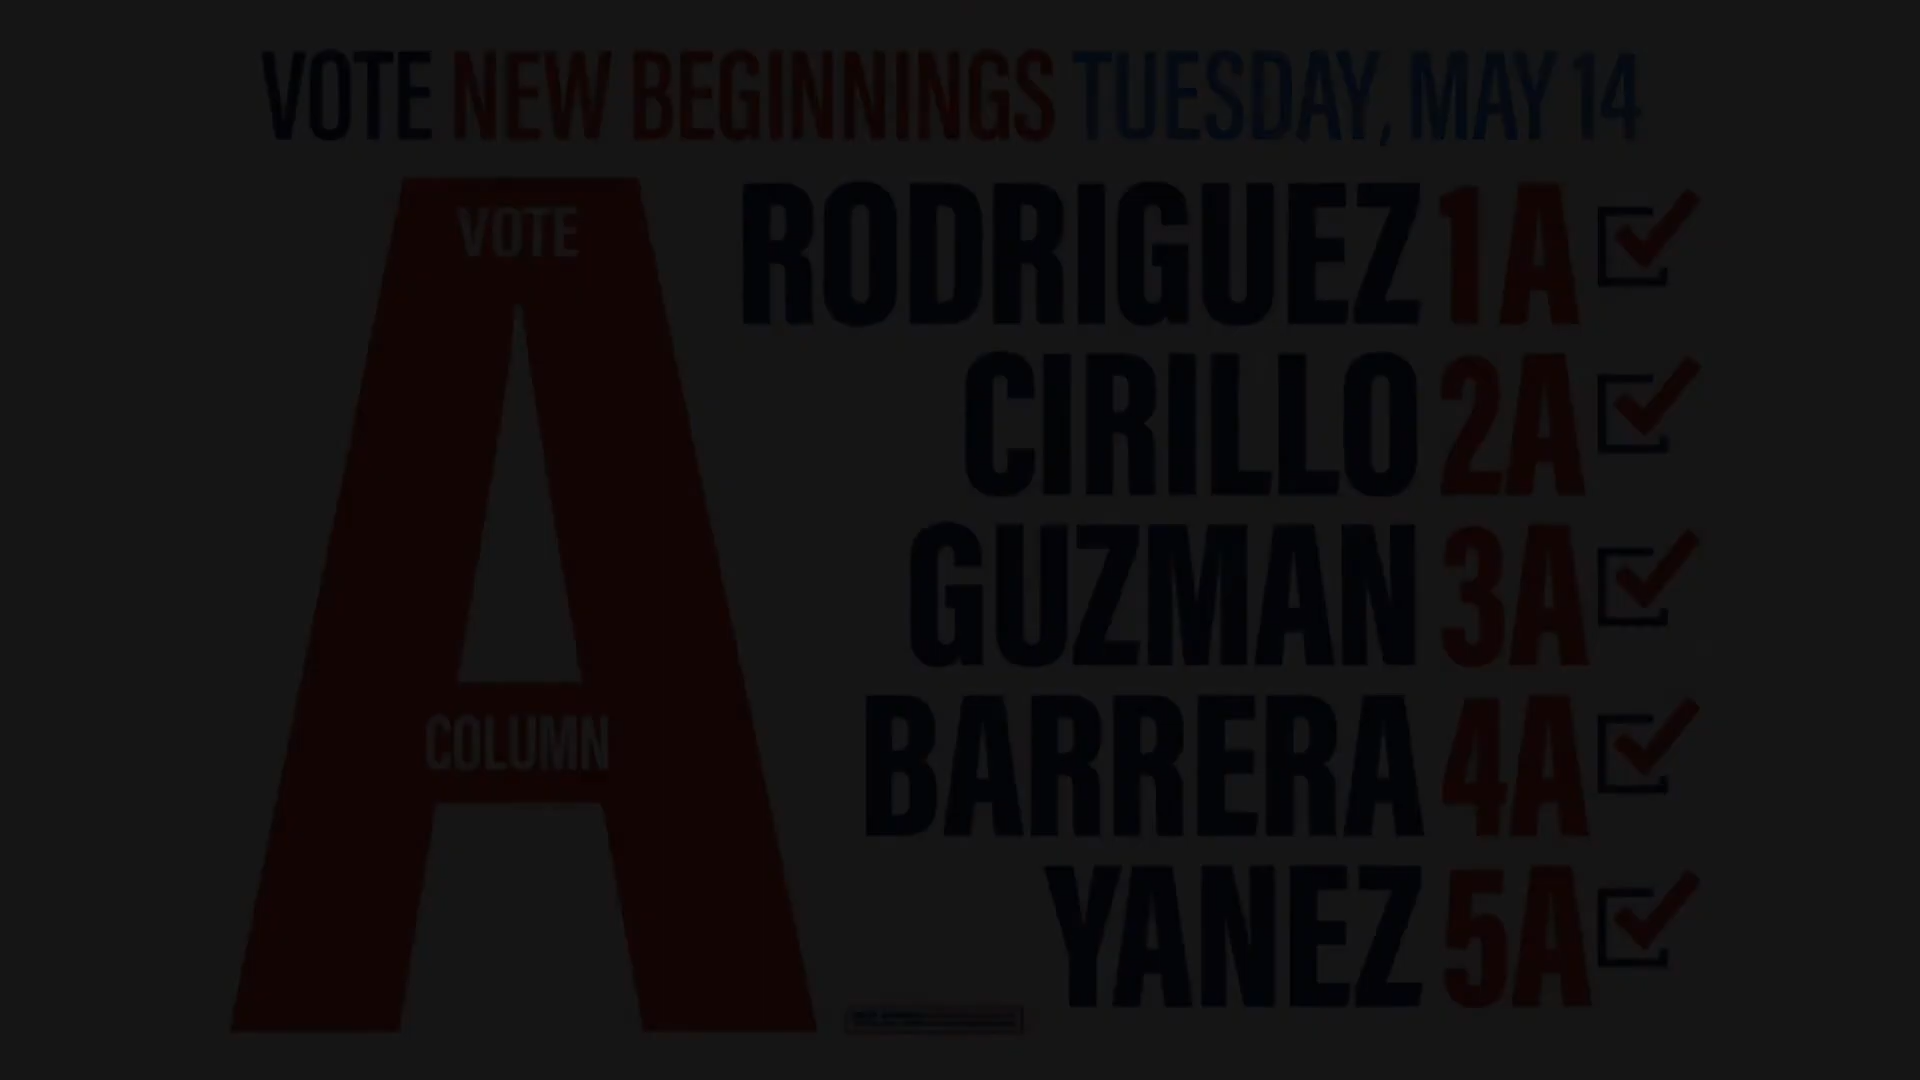 VOTE NEW BEGINNINGS TUESDAY, MAY 14
VOTE
COLUMN
A
RODRIGUEZ 1A
CIRILLO 2A
GUZMAN 3A
BARRERA 4A
YANEZ 5A